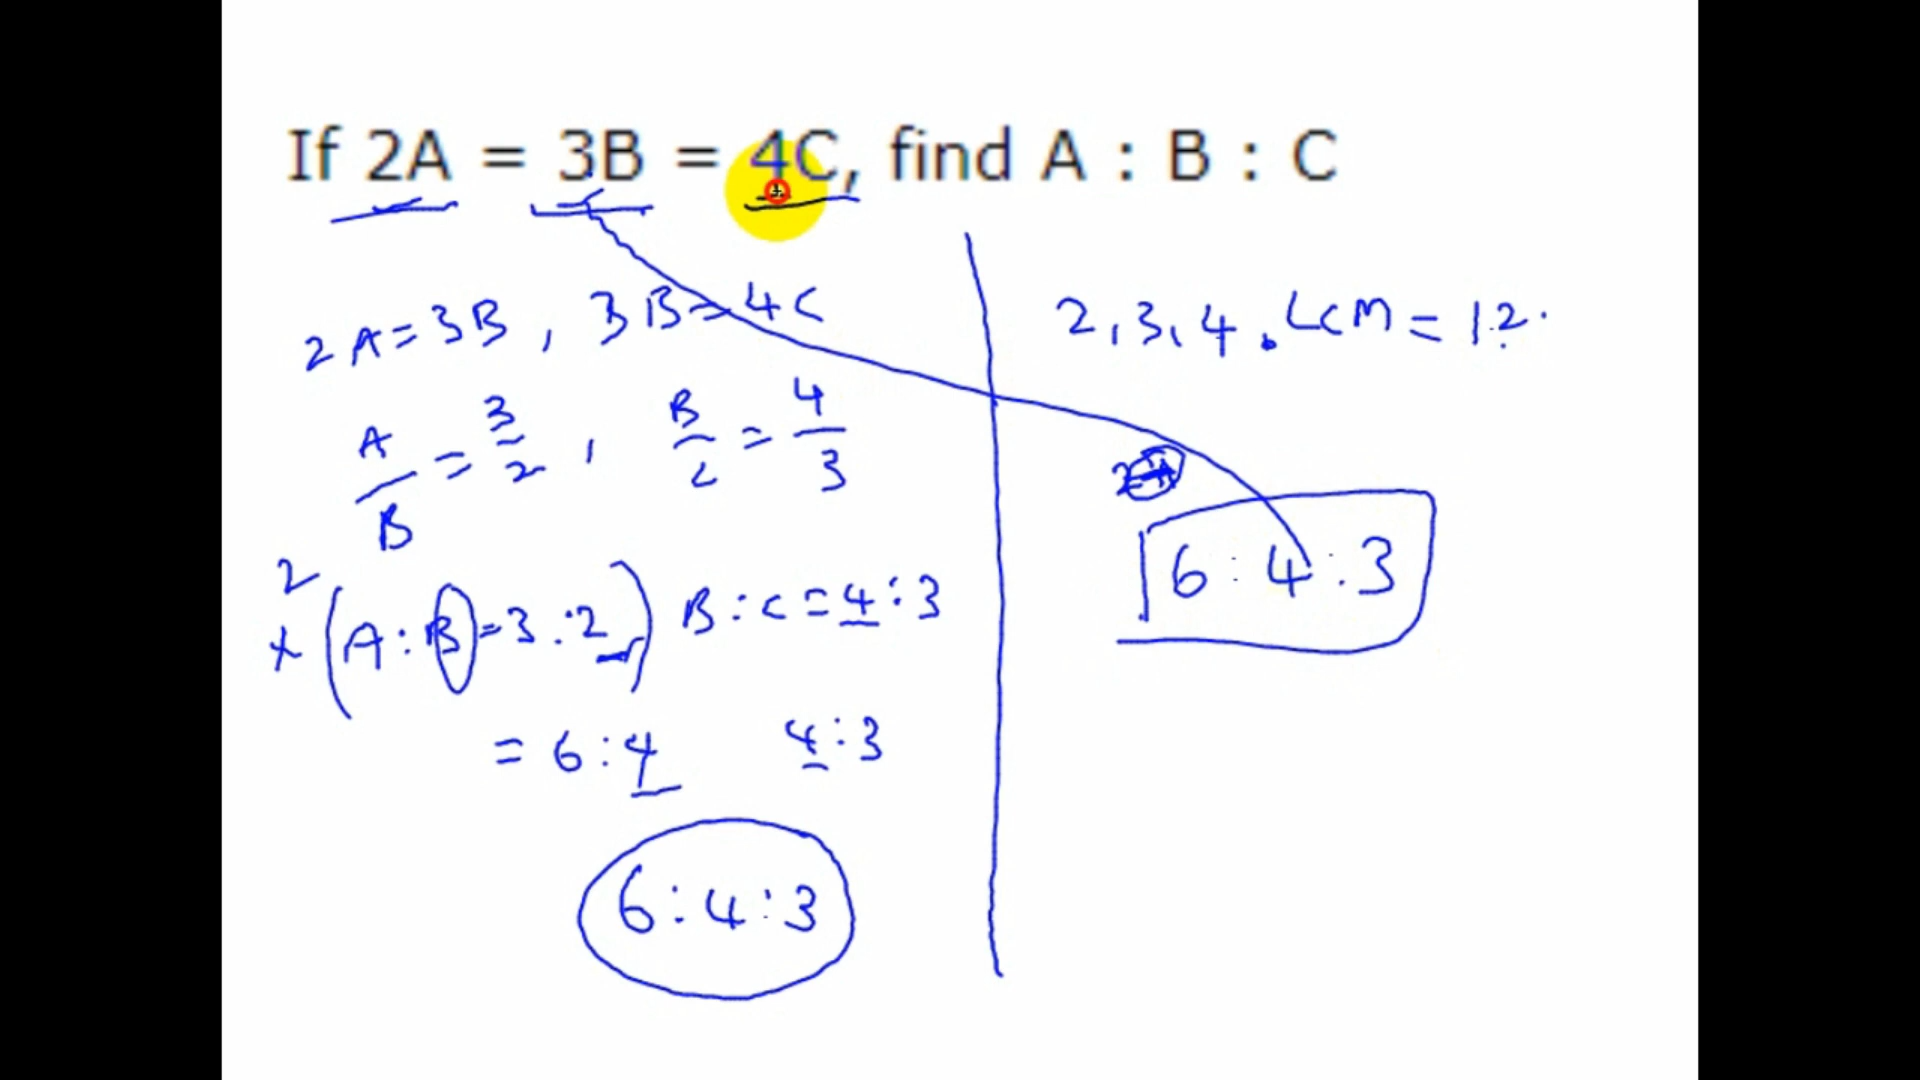 If 2A = 3B = 4C, find A : B : C
2A = 3B , 3B = 4C
A/B = 3/2 , B/C = 4/3
2 × (A : B = 3 : 2) B : C = 4 : 3
= 6 : 4 4 : 3
6 : 4 : 3
2, 3, 4. LCM = 12.
6 : 4 : 3